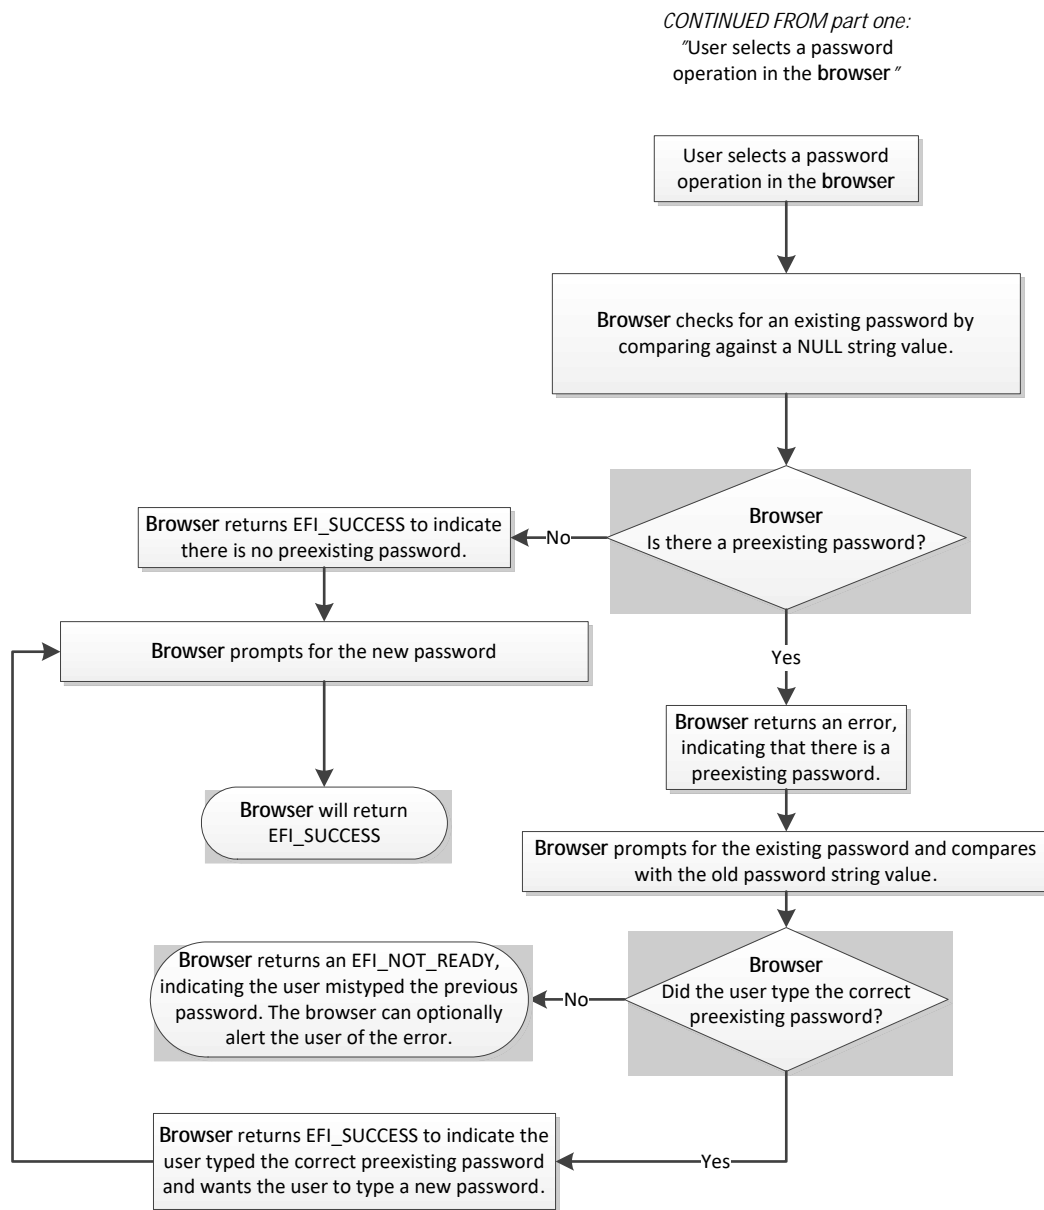 CONTINUED FROM part one:
"User selects a password
operation in the browser "
User selects a password
operation in the browser
Browser checks for an existing password by
comparing against a NULL string value.
Browser
Is there a preexisting password?
No
Browser returns EFI_SUCCESS to indicate
there is no preexisting password.
Browser prompts for the new password
Yes
Browser returns an error,
indicating that there is a
preexisting password.
Browser will return
EFI_SUCCESS
Browser prompts for the existing password and compares
with the old password string value.
Browser
Did the user type the correct
preexisting password?
No
Browser returns an EFI_NOT_READY,
indicating the user mistyped the previous
password. The browser can optionally
alert the user of the error.
Yes
Browser returns EFI_SUCCESS to indicate the
user typed the correct preexisting password
and wants the user to type a new password.